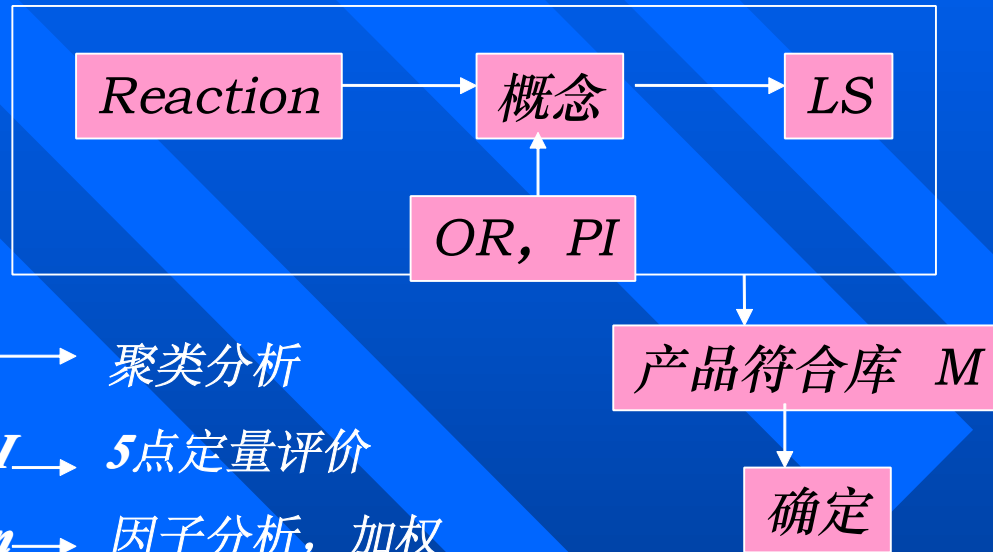 Reaction 概念 LS
OR，PI
产品符合库 M
聚类分析
I 5点定量评价
n 因子分析，加权
确定